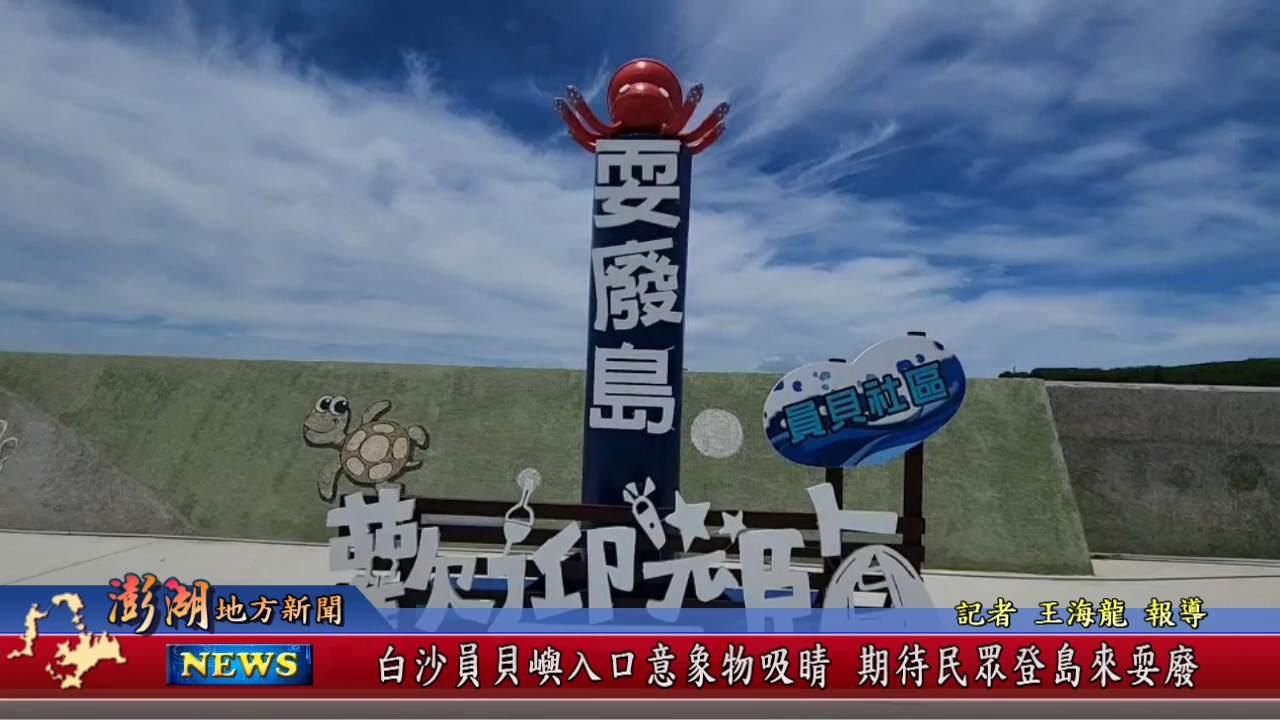 耍廢島
員貝社區
歡迎光臨
澎湖地方新聞
記者 王海龍 報導
NEWS
白沙員貝嶼入口意象物吸睛 期待民眾登島來耍廢